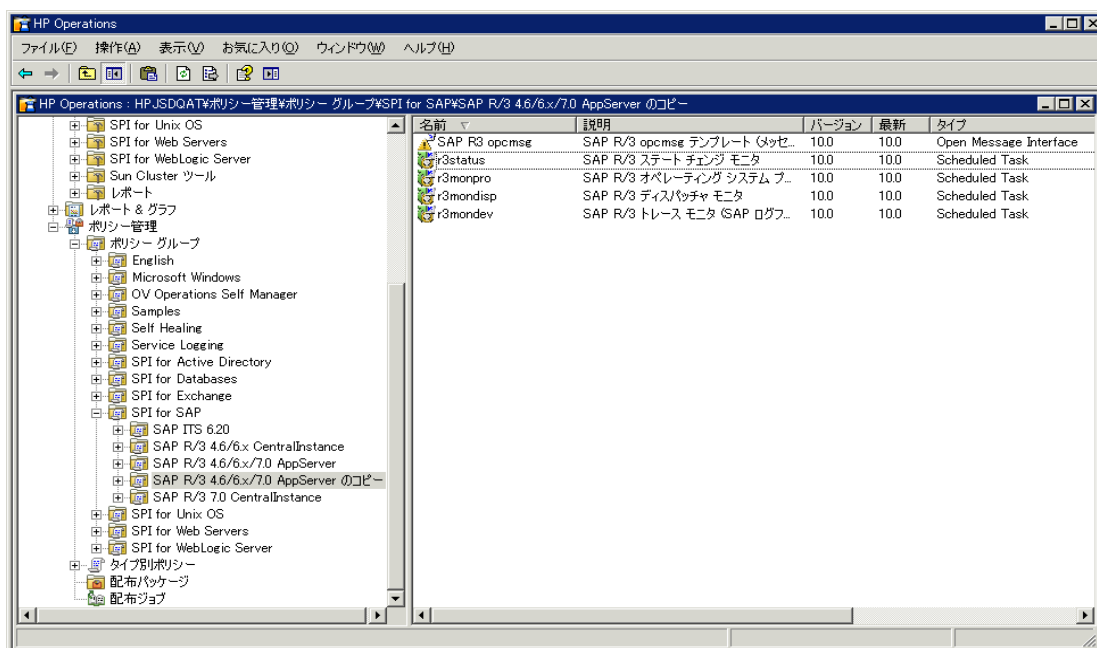 HP Operations
ファイル(F) 操作(A) 表示(V) お気に入り(O) ウィンドウ(W) ヘルプ(H)
HP Operations : HPJSDQAT¥ポリシー管理¥ポリシー グループ¥SPI for SAP¥SAP R/3 4.6/6.x/7.0 AppServer のコピー
SPI for Unix OS
SPI for Web Servers
SPI for WebLogic Server
Sun Cluster ツール
レポート
レポート & グラフ
ポリシー管理
ポリシー グループ
English
Microsoft Windows
OV Operations Self Manager
Samples
Self Healing
Service Logging
SPI for Active Directory
SPI for Databases
SPI for Exchange
SPI for SAP
SAP ITS 6.20
SAP R/3 4.6/6.x CentralInstance
SAP R/3 4.6/6.x/7.0 AppServer
SAP R/3 4.6/6.x/7.0 AppServer のコピー
SAP R/3 7.0 CentralInstance
SPI for Unix OS
SPI for Web Servers
SPI for WebLogic Server
タイプ別ポリシー
配布パッケージ
配布ジョブ
名前 説明 バージョン 最新 タイプ
SAP R3 opcmsg SAP R/3 opcmsg テンプレート (メッセ... 10.0 10.0 Open Message Interface
r3status SAP R/3 ステート チェンジ モニタ 10.0 10.0 Scheduled Task
r3monpro SAP R/3 オペレーティング システム プ... 10.0 10.0 Scheduled Task
r3mondisp SAP R/3 ディスパッチャ モニタ 10.0 10.0 Scheduled Task
r3mondev SAP R/3 トレース モニタ (SAP ログフ... 10.0 10.0 Scheduled Task